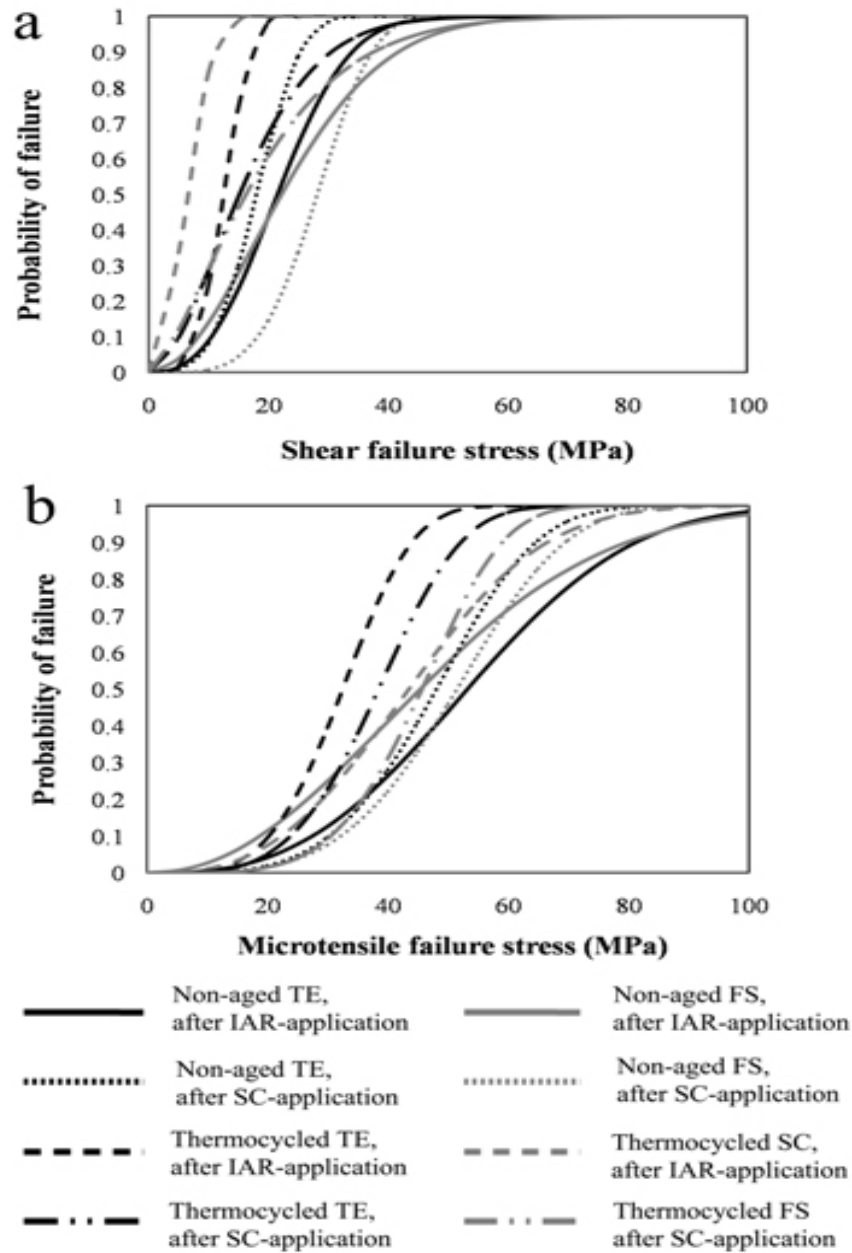 a
1
0.9
0.8
0.7
0.6
0.5
0.4
0.3
0.2
0.1
0
Probability of failure
0 20 40 60 80 100
Shear failure stress (MPa)
b
1
0.9
0.8
0.7
0.6
0.5
0.4
0.3
0.2
0.1
0
Probability of failure
0 20 40 60 80 100
Microtensile failure stress (MPa)
Non-aged TE,
after IAR-application
Non-aged FS,
after IAR-application
Non-aged TE,
after SC-application
Non-aged FS,
after SC-application
Thermocycled TE,
after IAR-application
Thermocycled SC,
after IAR-application
Thermocycled TE,
after SC-application
Thermocycled FS
after SC-application